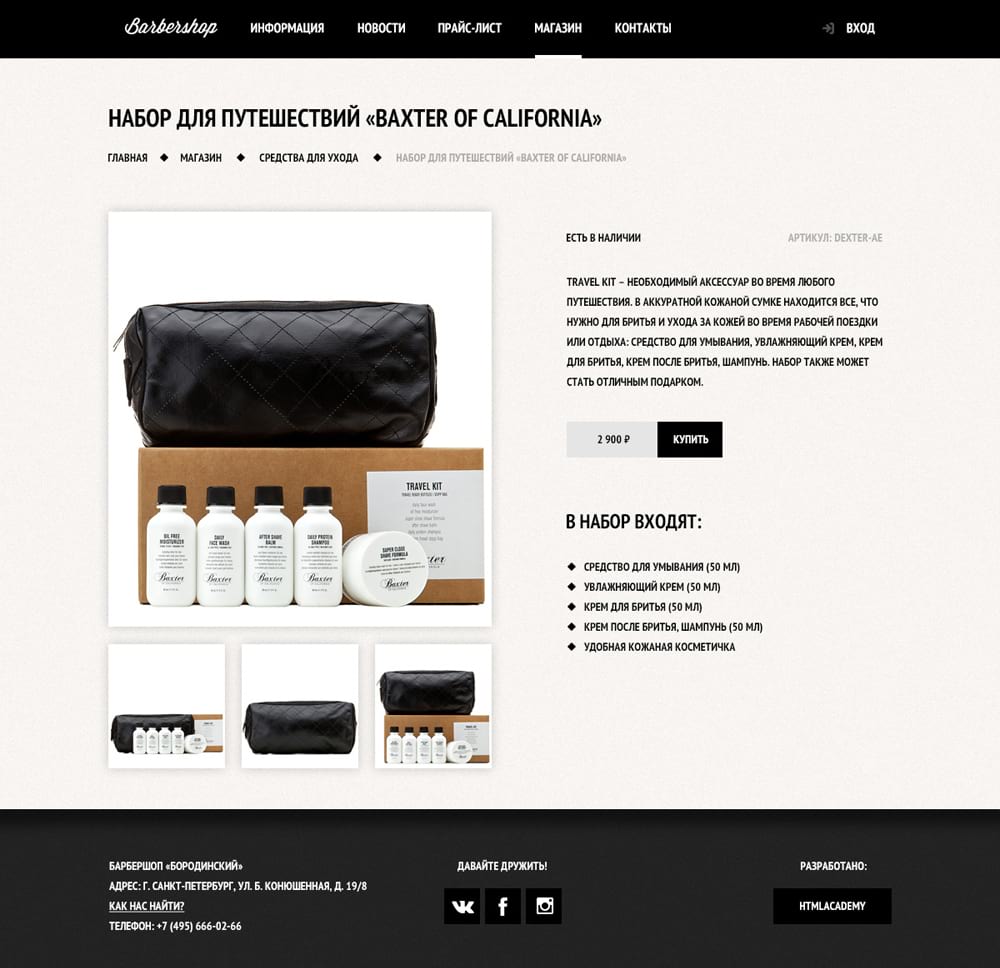 Barbershop
ИНФОРМАЦИЯ
НОВОСТИ
ПРАЙС-ЛИСТ
МАГАЗИН
КОНТАКТЫ
ВХОД
НАБОР ДЛЯ ПУТЕШЕСТВИЙ «BAXTER OF CALIFORNIA»
ГЛАВНАЯ ◆ МАГАЗИН ◆ СРЕДСТВА ДЛЯ УХОДА ◆ НАБОР ДЛЯ ПУТЕШЕСТВИЙ «BAXTER OF CALIFORNIA»
TRAVEL KIT
OIL FREE
MOISTURIZER
Baxter
DAILY
FACE WASH
Baxter
AFTER SHAVE
BALM
Baxter
DAILY PROTEIN
SHAMPOO
Baxter
SUPER CLOSE
SHAVE FORMULA
Baxter
ЕСТЬ В НАЛИЧИИ
АРТИКУЛ: DEXTER-AE
TRAVEL KIT – НЕОБХОДИМЫЙ АКСЕССУАР ВО ВРЕМЯ ЛЮБОГО
ПУТЕШЕСТВИЯ. В АККУРАТНОЙ КОЖАНОЙ СУМКЕ НАХОДИТСЯ ВСЕ, ЧТО
НУЖНО ДЛЯ БРИТЬЯ И УХОДА ЗА КОЖЕЙ ВО ВРЕМЯ РАБОЧЕЙ ПОЕЗДКИ
ИЛИ ОТДЫХА: СРЕДСТВО ДЛЯ УМЫВАНИЯ, УВЛАЖНЯЮЩИЙ КРЕМ, КРЕМ
ДЛЯ БРИТЬЯ, КРЕМ ПОСЛЕ БРИТЬЯ, ШАМПУНЬ. НАБОР ТАКЖЕ МОЖЕТ
СТАТЬ ОТЛИЧНЫМ ПОДАРКОМ.
2 900 ₽
КУПИТЬ
В НАБОР ВХОДЯТ:
◆ СРЕДСТВО ДЛЯ УМЫВАНИЯ (50 МЛ)
◆ УВЛАЖНЯЮЩИЙ КРЕМ (50 МЛ)
◆ КРЕМ ДЛЯ БРИТЬЯ (50 МЛ)
◆ КРЕМ ПОСЛЕ БРИТЬЯ, ШАМПУНЬ (50 МЛ)
◆ УДОБНАЯ КОЖАНАЯ КОСМЕТИЧКА
БАРБЕРШОП «БОРОДИНСКИЙ»
АДРЕС: Г. САНКТ-ПЕТЕРБУРГ, УЛ. Б. КОНЮШЕННАЯ, Д. 19/8
КАК НАС НАЙТИ?
ТЕЛЕФОН: +7 (495) 666-02-66
ДАВАЙТЕ ДРУЖИТЬ!
РАЗРАБОТАНО:
HTMLACADEMY